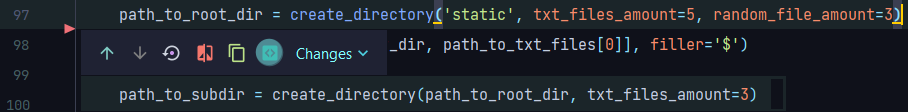 97 path_to_root_dir = create_directory('static', txt_files_amount=5, random_file_amount=3)
98 _dir, path_to_txt_files[0]], filler='$')
Changes
99
100 path_to_subdir = create_directory(path_to_root_dir, txt_files_amount=3)